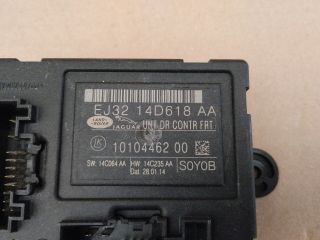 EJ32 14D618 AA
LAND ROVER JAGUAR UNI DR CONTR FRT
10104462 00
SW: 14C064 AA HW: 14C235 AA SOYOB
Dat: 28.01.14